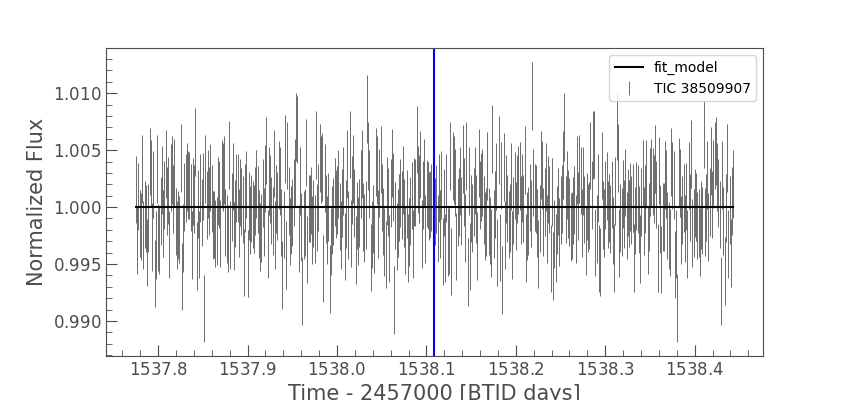 fit_model
TIC 38509907
1.010
1.005
1.000
0.995
0.990
Normalized Flux
1537.8 1537.9 1538.0 1538.1 1538.2 1538.3 1538.4
Time - 2457000 [BTJD days]